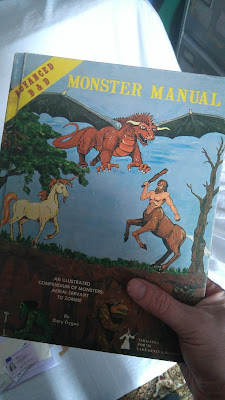 ADVANCED
D&D
MONSTER MANUAL
AN ILLUSTRATED
COMPENDIUM OF MONSTERS:
AERIAL SERVANT
TO ZOMBIE
By
Gary Gygax